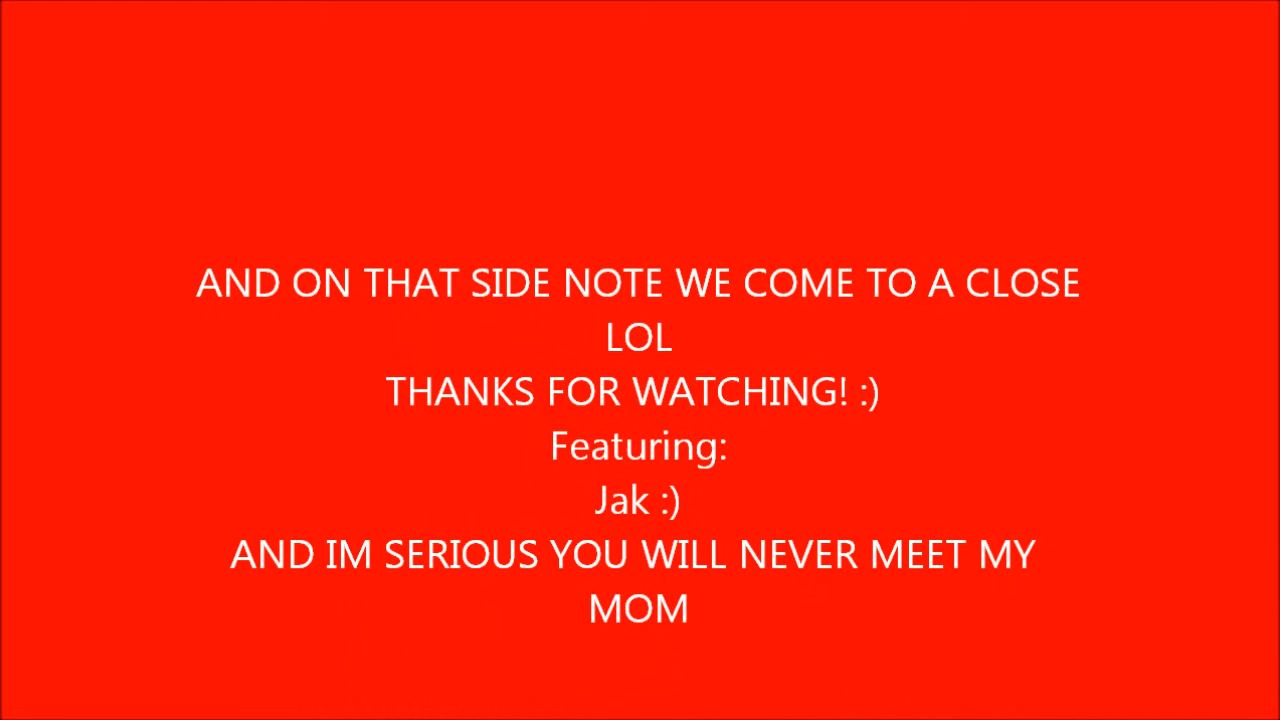 AND ON THAT SIDE NOTE WE COME TO A CLOSE
LOL
THANKS FOR WATCHING! :)
Featuring:
Jak :)
AND IM SERIOUS YOU WILL NEVER MEET MY
MOM